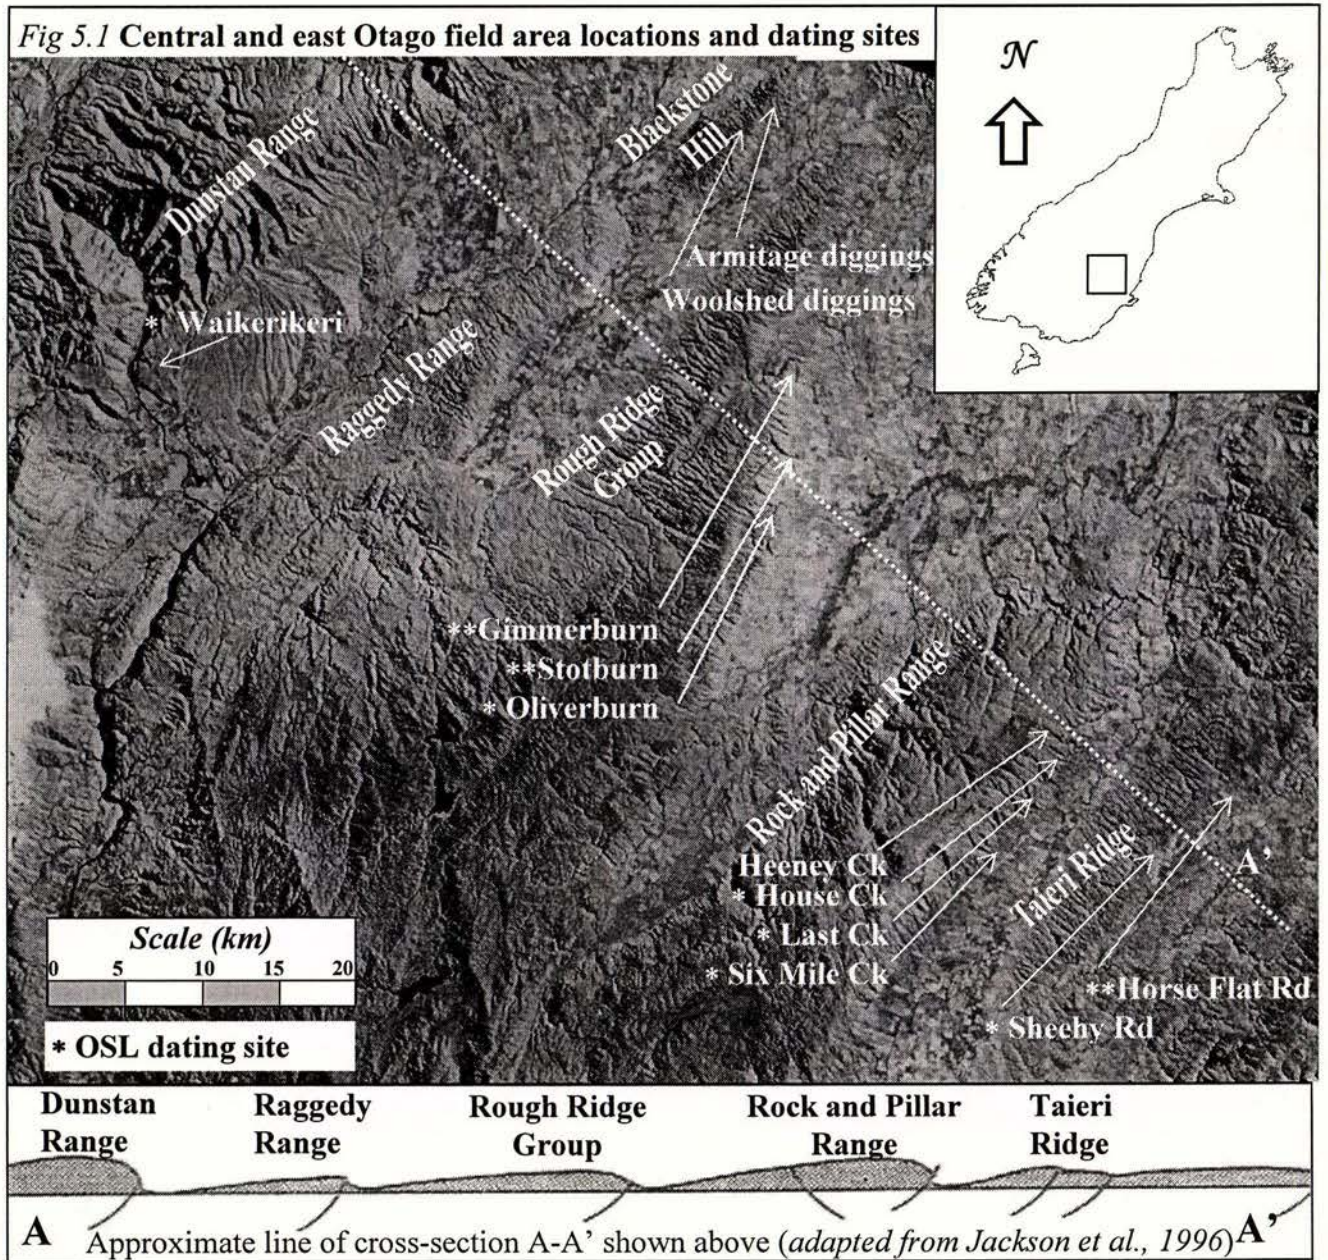 Fig 5.1 Central and east Otago field area locations and dating sites
N
Dunstan Range
Blackstone
Hill
Armitage diggings
Woolshed diggings
* Waikerikeri
Raggedy Range
Rough Ridge
Group
**Gimmerburn
**Stotburn
* Oliverburn
Rock and Pillar Range
Heeney Ck
* House Ck
* Last Ck
* Six Mile Ck
Taieri Ridge
A'
**Horse Flat Rd
* Sheehy Rd
Scale (km)
0 5 10 15 20
* OSL dating site
Dunstan
Range
Raggedy
Range
Rough Ridge
Group
Rock and Pillar
Range
Taieri
Ridge
A Approximate line of cross-section A-A' shown above (adapted from Jackson et al., 1996) A'